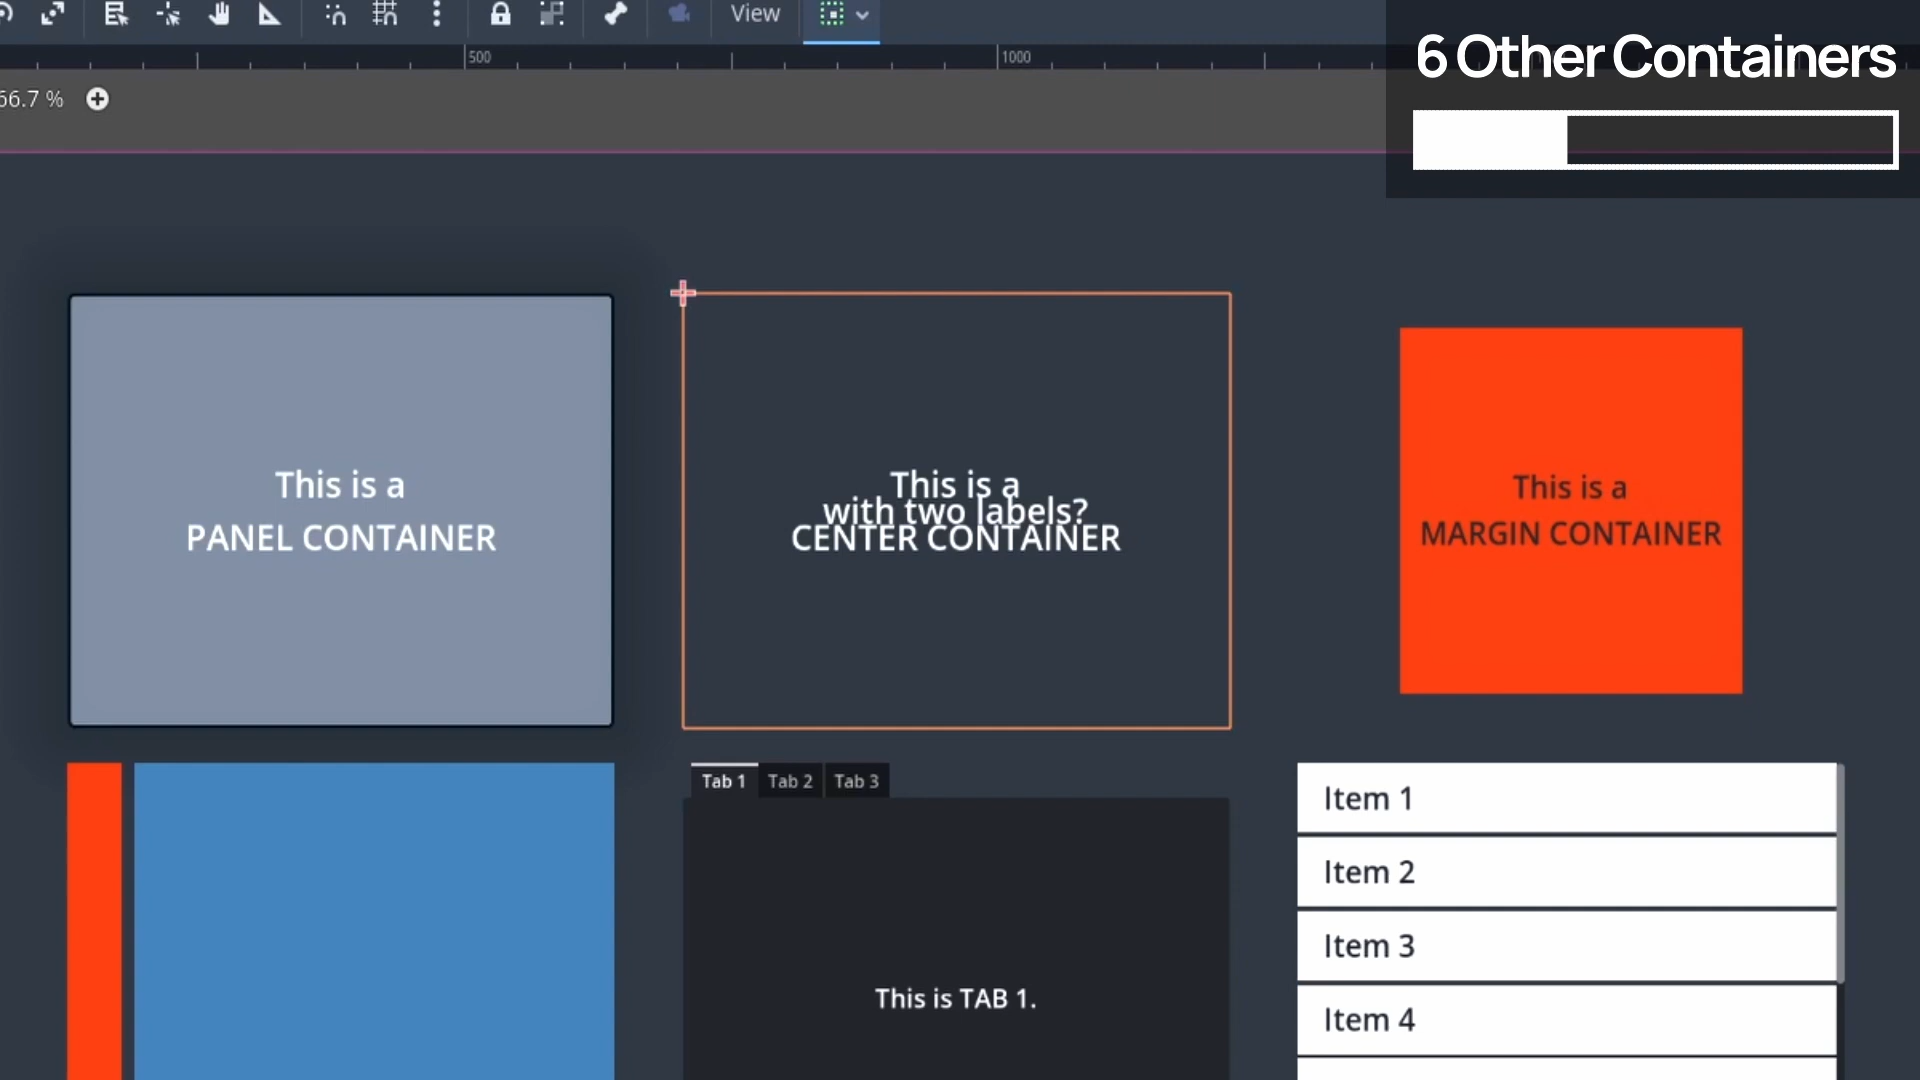 View
500
1000
6 Other Containers
66.7 %
This is a
PANEL CONTAINER
This is a
with two labels?
CENTER CONTAINER
This is a
MARGIN CONTAINER
Tab 1
Tab 2
Tab 3
This is TAB 1.
Item 1
Item 2
Item 3
Item 4